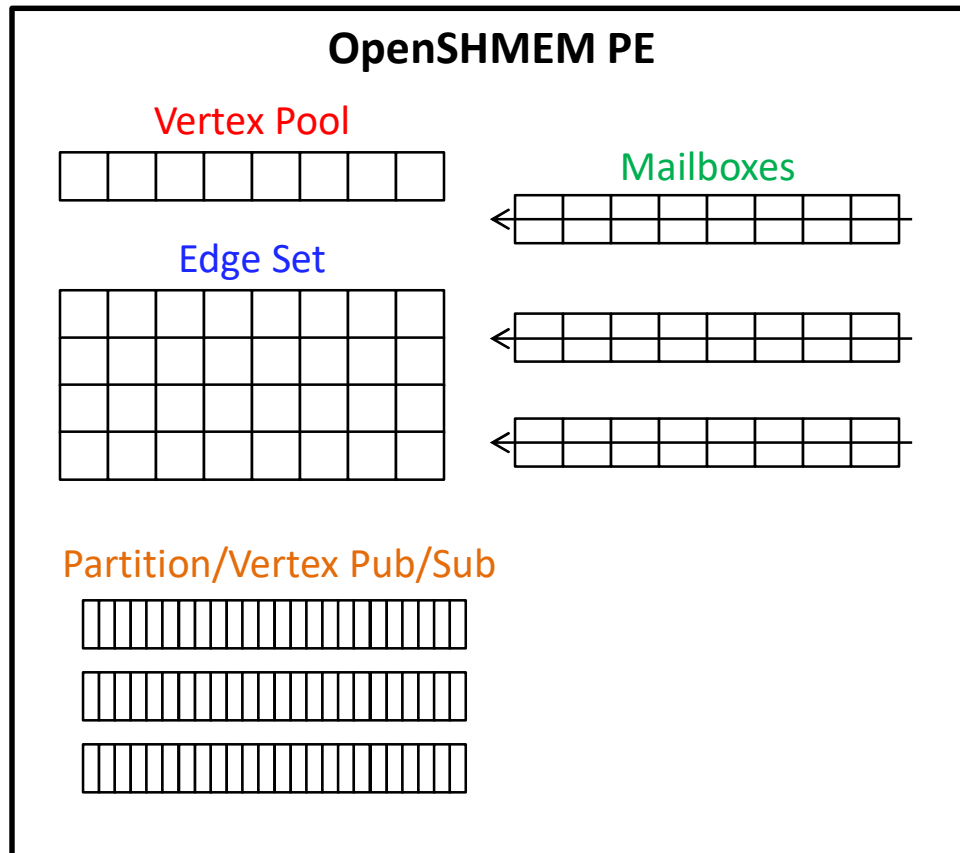 OpenSHMEM PE
Vertex Pool
Mailboxes
Edge Set
Partition/Vertex Pub/Sub